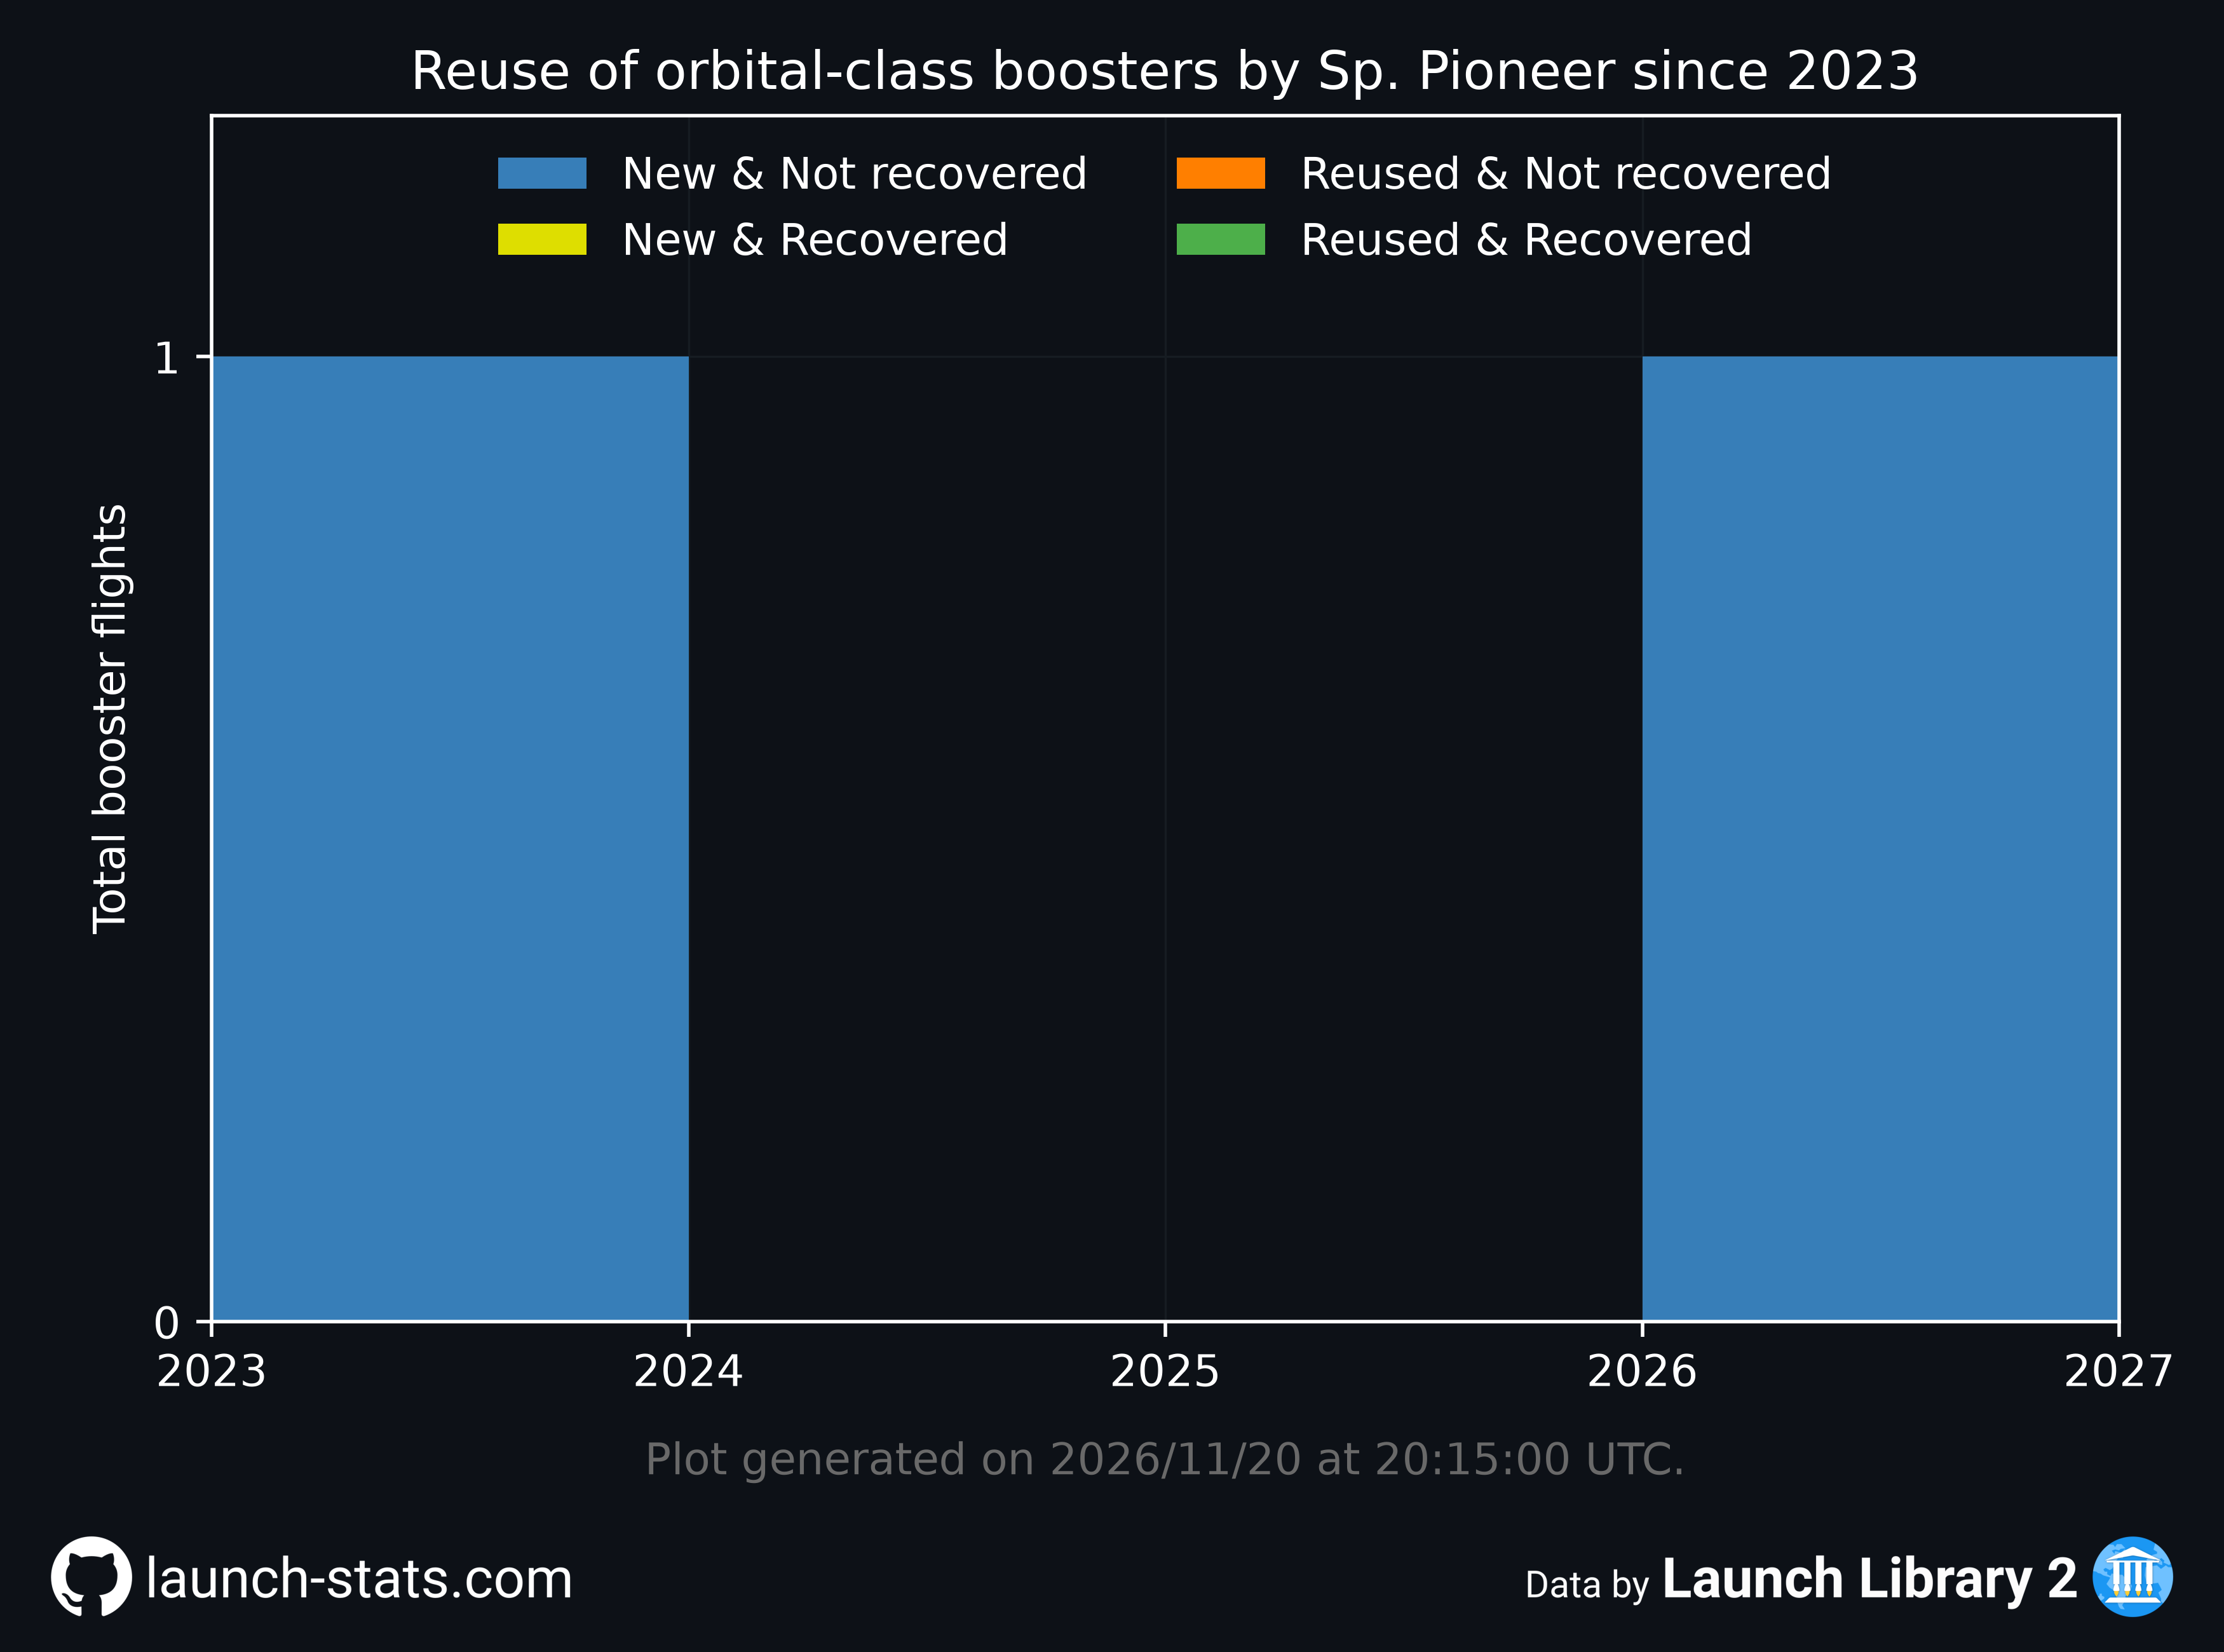 Reuse of orbital-class boosters by Sp. Pioneer since 2023
New & Not recovered
New & Recovered
Reused & Not recovered
Reused & Recovered
Total booster flights
1
0
2023 2024 2025 2026 2027
Plot generated on 2026/11/20 at 20:15:00 UTC.
launch-stats.com
Data by Launch Library 2